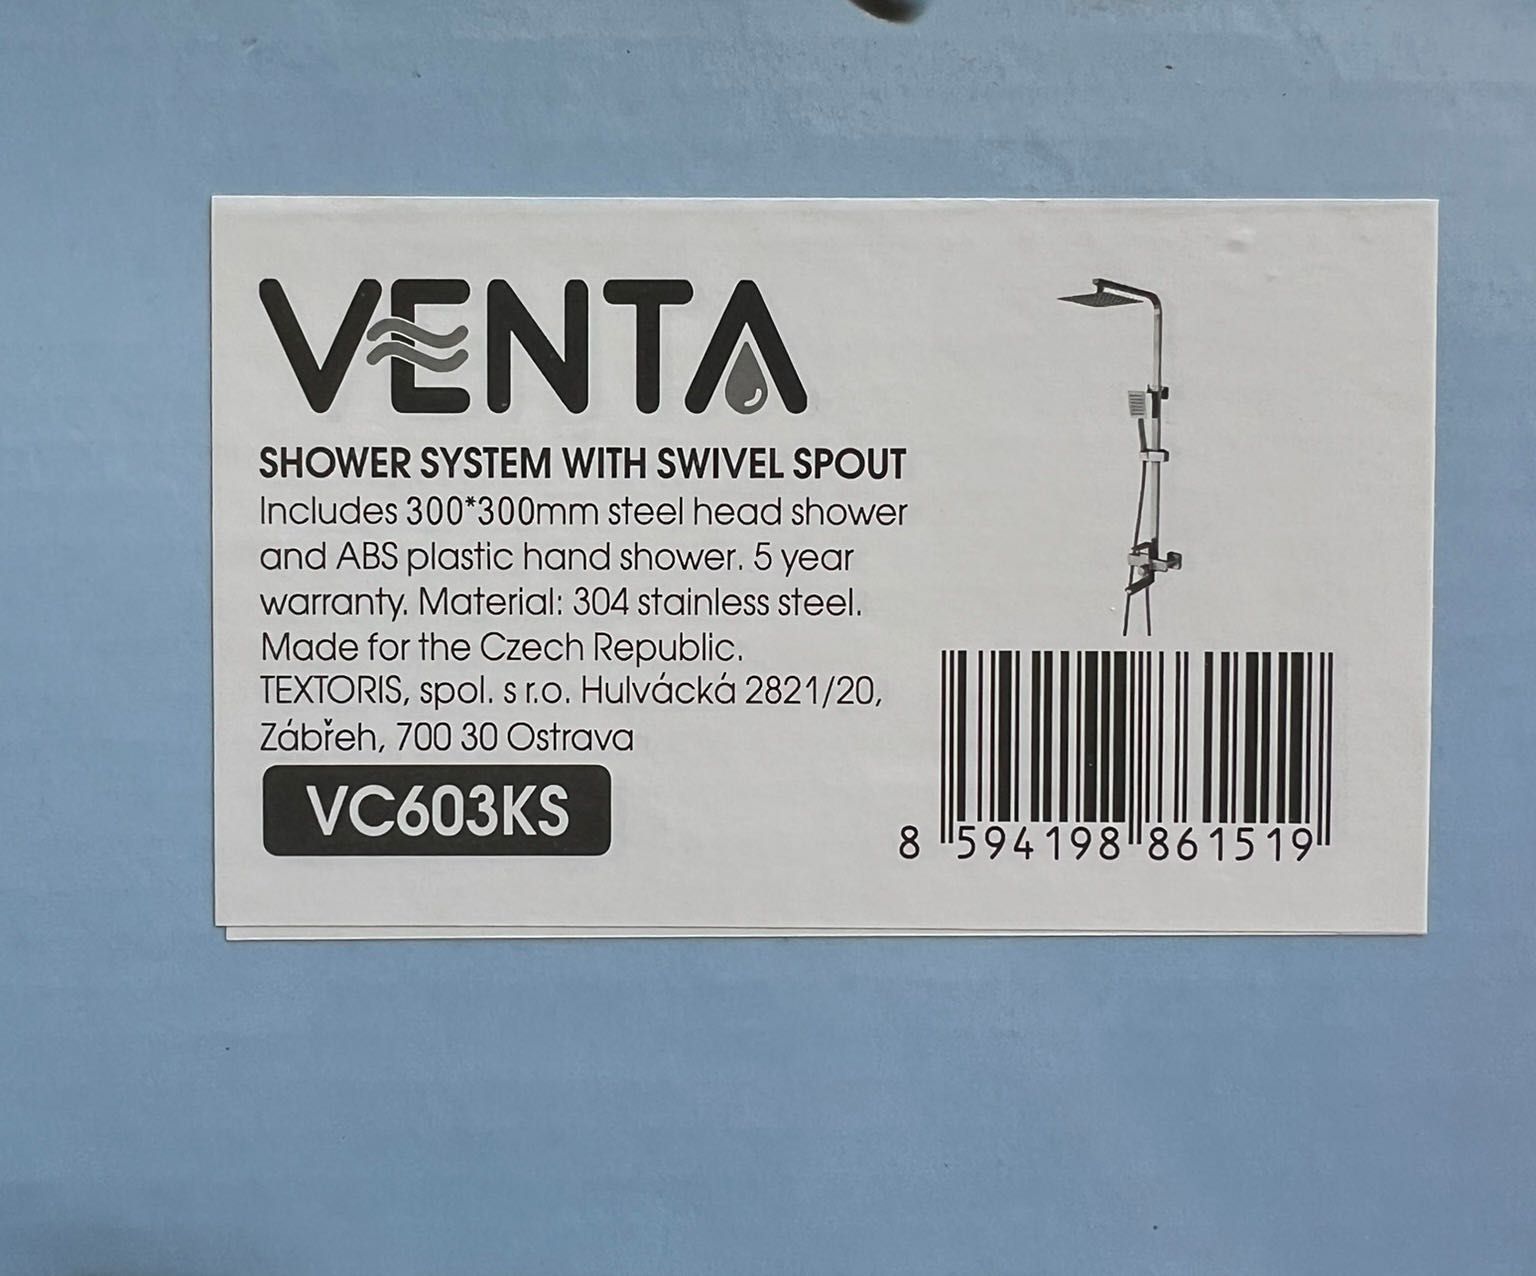 VENTA
SHOWER SYSTEM WITH SWIVEL SPOUT
Includes 300*300mm steel head shower
and ABS plastic hand shower. 5 year
warranty. Material: 304 stainless steel.
Made for the Czech Republic.
TEXTORIS, spol. s r.o. Hulvácká 2821/20,
Zábřeh, 700 30 Ostrava
VC603KS
8 594198 861519